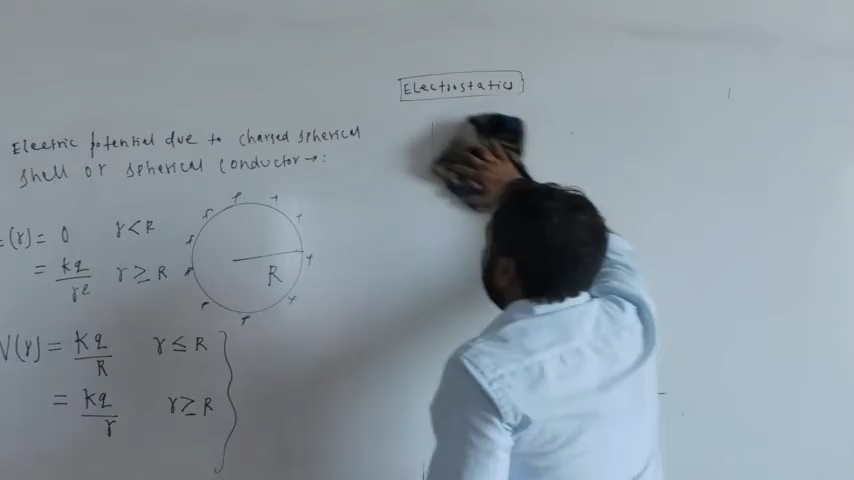 Electrostatics
Electric potential due to charged spherical
shell or spherical conductor →:
E(r) = 0 r < R
= kq/r² r ≥ R
R
V(r) = kq/R r ≤ R
= kq/r r ≥ R